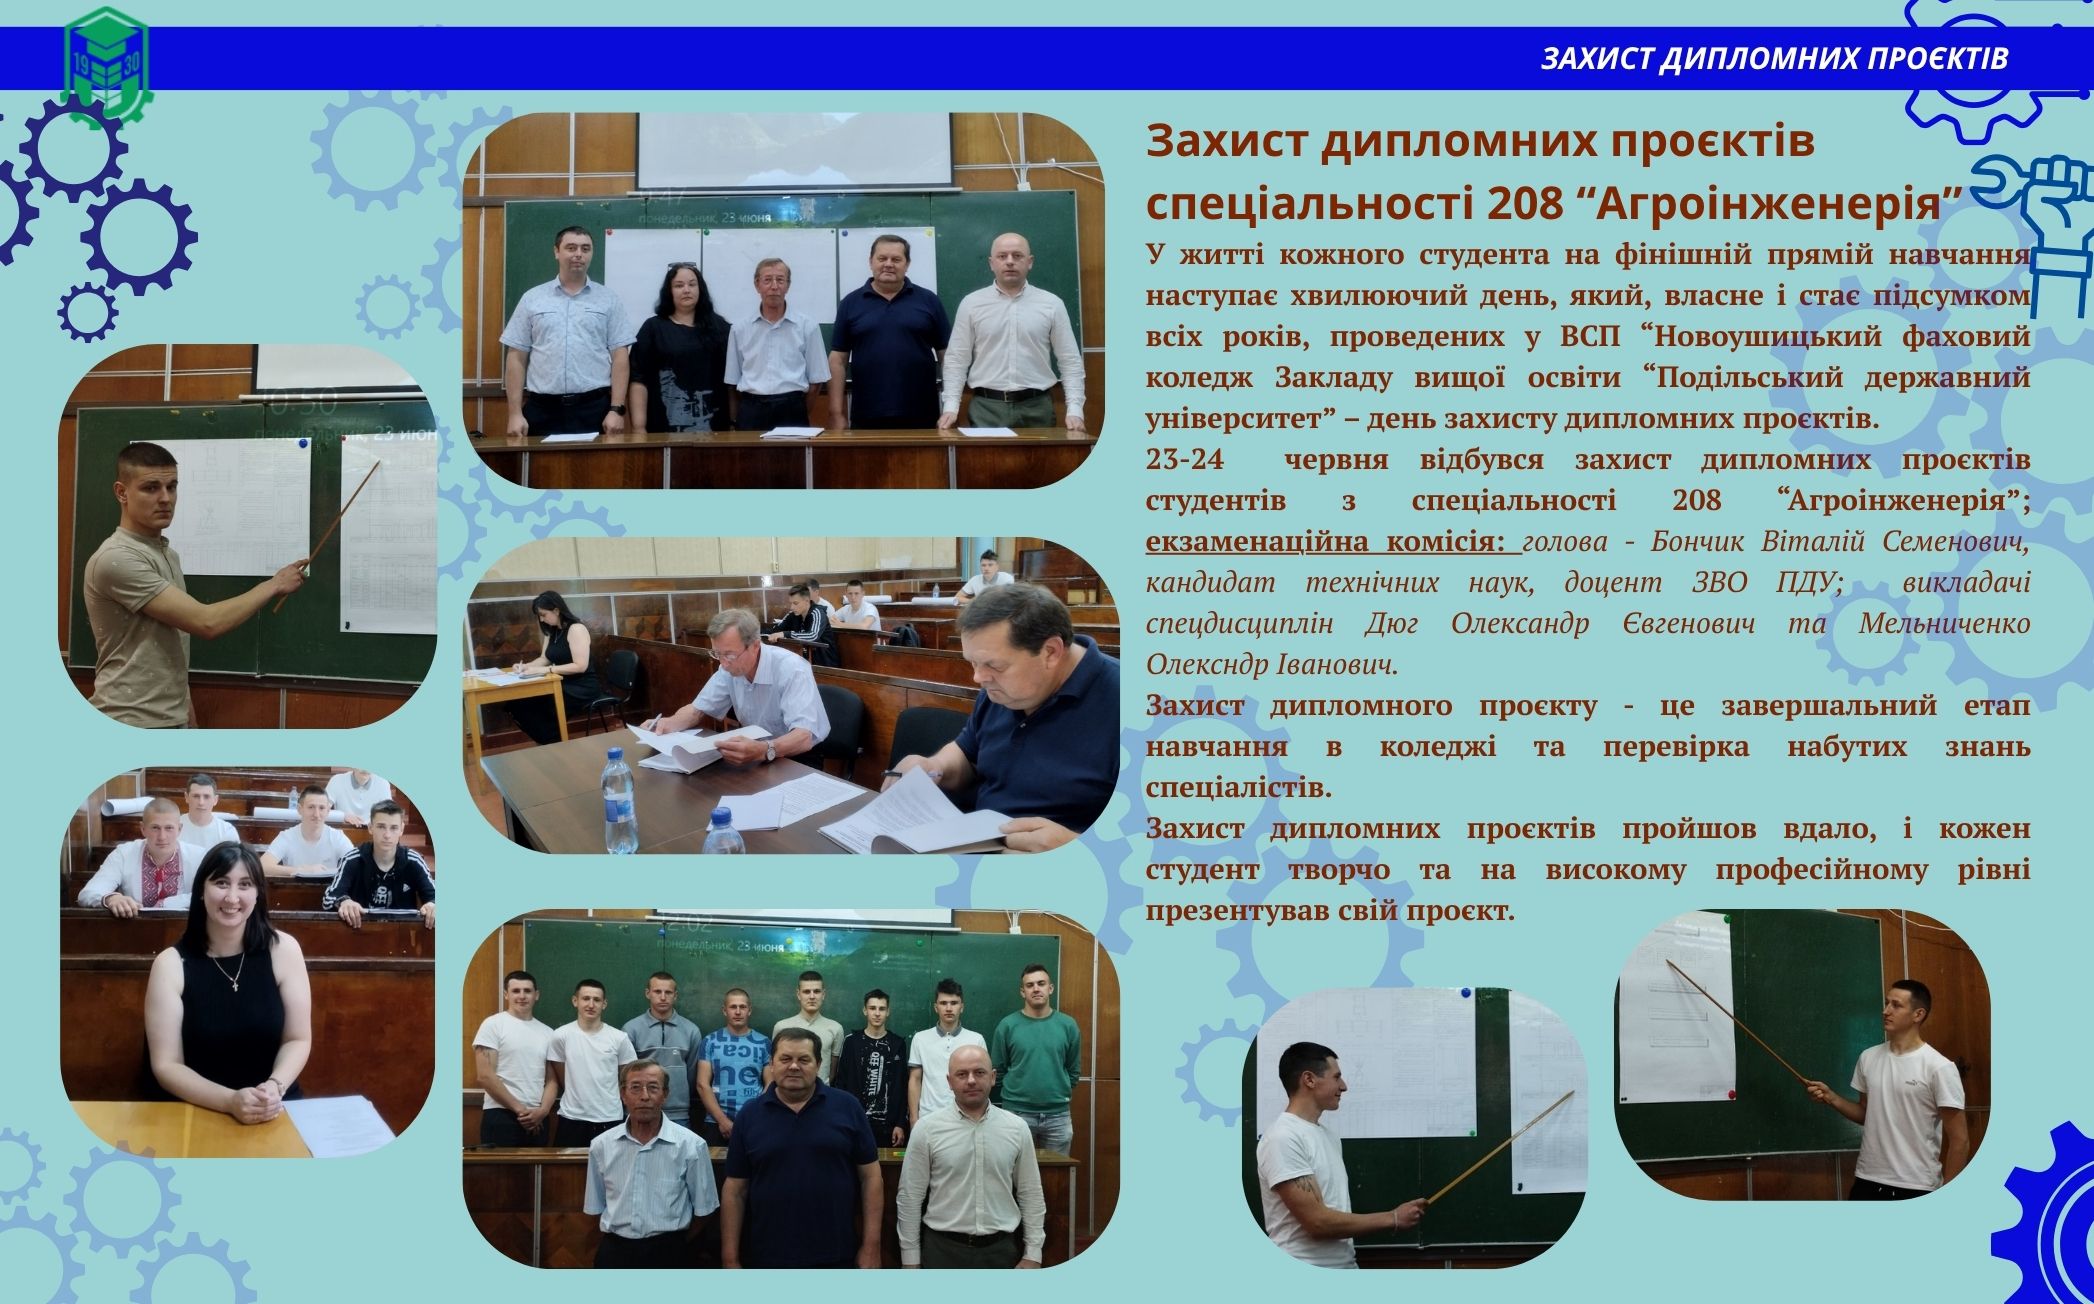 19 30
ЗАХИСТ ДИПЛОМНИХ ПРОЄКТІВ
Захист дипломних проєктів
спеціальності 208 “Агроінженерія”
У житті кожного студента на фінішній прямій навчання
наступає хвилюючий день, який, власне і стає підсумком
всіх років, проведених у ВСП “Новоушицький фаховий
коледж Закладу вищої освіти “Подільський державний
університет” – день захисту дипломних проєктів.
23-24 червня відбувся захист дипломних проєктів
студентів з спеціальності 208 “Агроінженерія”;
екзаменаційна комісія: голова - Бончик Віталій Семенович,
кандидат технічних наук, доцент ЗВО ПДУ; викладачі
спецдисциплін Дюг Олександр Євгенович та Мельниченко
Олексндр Іванович.
Захист дипломного проєкту - це завершальний етап
навчання в коледжі та перевірка набутих знань
спеціалістів.
Захист дипломних проєктів пройшов вдало, і кожен
студент творчо та на високому професійному рівні
презентував свій проєкт.
понедельник, 23 июня
10:50
понедельник, 23 июн
12:02
понедельник, 23 июня
OFF WHITE